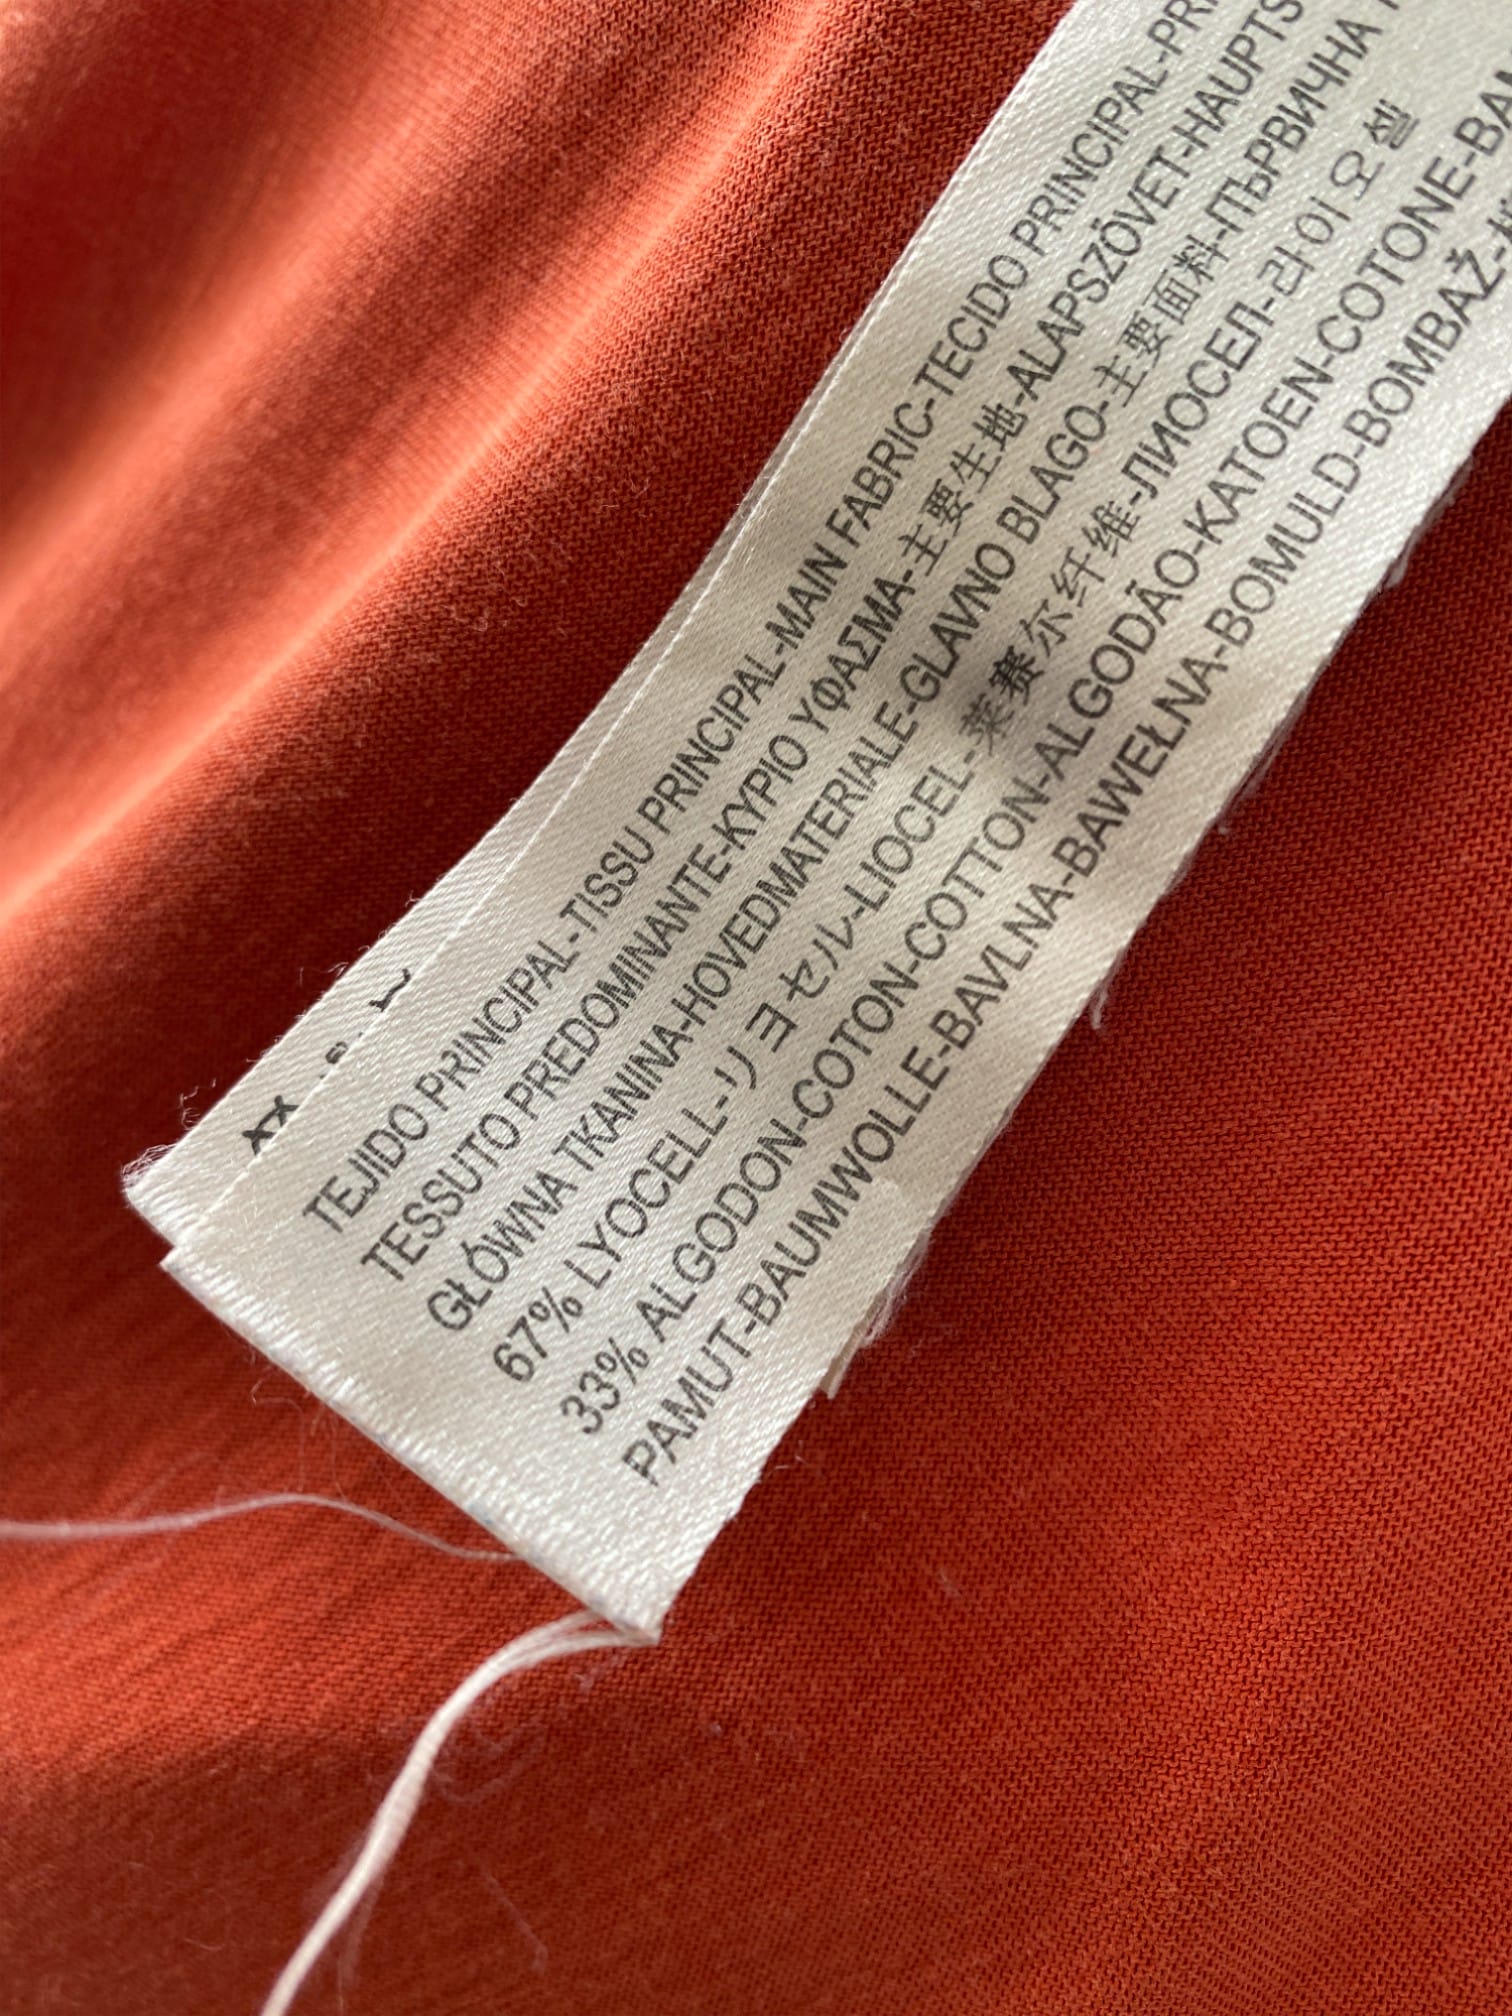 TEJIDO PRINCIPAL-TISSU PRINCIPAL-MAIN FABRIC-TECIDO PRINCIPAL-
TESSUTO PREDOMINANTE-ΚΥΡΙΟ ΥΦΑΣΜΑ-主要生地-ALAPSZÖVET-
GŁÓWNA TKANINA-HOVEDMATERIALE-GLAVNO BLAGO-主要面料-ПЪРВИЧНА
67% LYOCELL-リヨセル-LIOCEL-莱赛尔纤维-ЛИОСЕЛ-라이오셀
33% ALGODON-COTON-COTTON-ALGODÃO-KATOEN-COTONE-
PAMUT-BAUMWOLLE-BAVLNA-BAWEŁNA-BOMULD-BOMBAŽ-